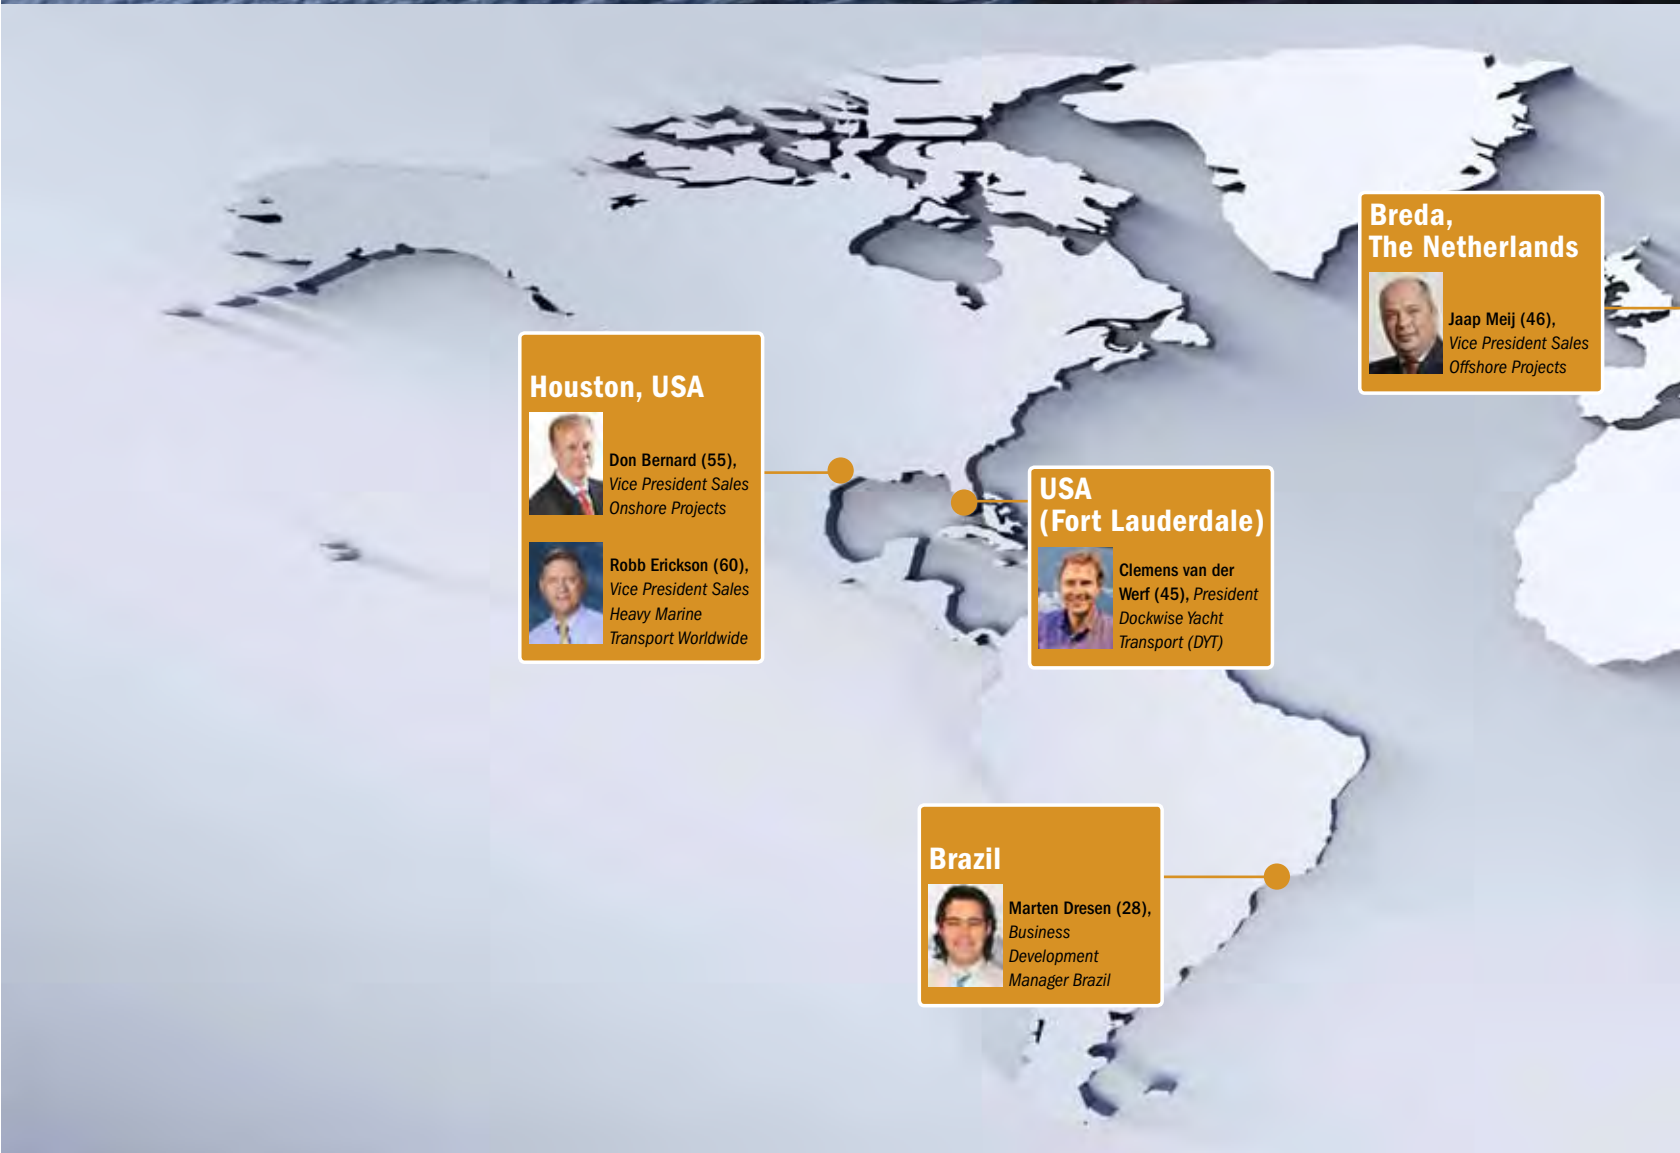 Breda,
The Netherlands
Jaap Meij (46),
Vice President Sales
Offshore Projects
Houston, USA
Don Bernard (55),
Vice President Sales
Onshore Projects
Robb Erickson (60),
Vice President Sales
Heavy Marine
Transport Worldwide
USA
(Fort Lauderdale)
Clemens van der
Werf (45), President
Dockwise Yacht
Transport (DYT)
Brazil
Marten Dresen (28),
Business
Development
Manager Brazil